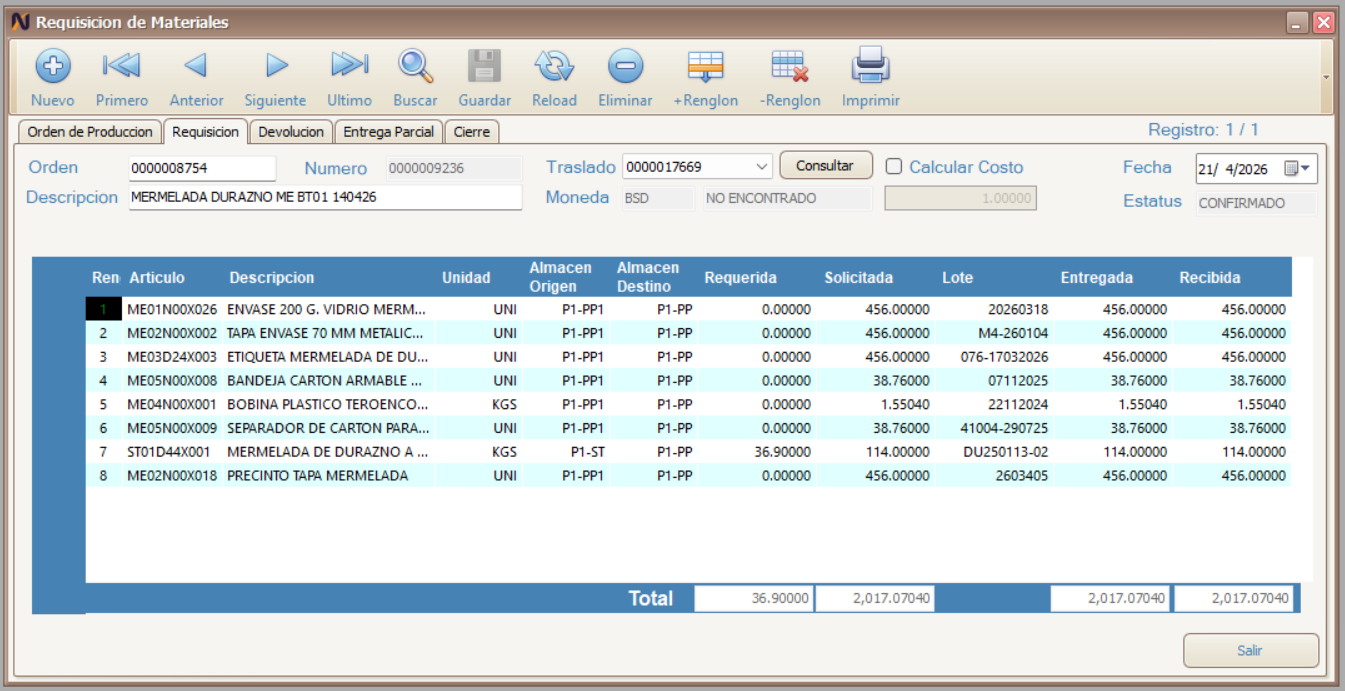 Requisicion de Materiales
Nuevo Primero Anterior Siguiente Ultimo Buscar Guardar Reload Eliminar +Renglon -Renglon Imprimir
Orden de Produccion Requisicion Devolucion Entrega Parcial Cierre Registro: 1 / 1
Orden 0000008754 Numero 0000009236 Traslado 0000017669 Consultar Calcular Costo Fecha 21/ 4/2026
Descripcion MERMELADA DURAZNO ME BT01 140426 Moneda BSD NO ENCONTRADO 1.00000 Estatus CONFIRMADO
Ren Articulo Descripcion Unidad Almacen Origen Almacen Destino Requerida Solicitada Lote Entregada Recibida
1 ME01N00X026 ENVASE 200 G. VIDRIO MERM... UNI P1-PP1 P1-PP 0.00000 456.00000 20260318 456.00000 456.00000
2 ME02N00X002 TAPA ENVASE 70 MM METALIC... UNI P1-PP1 P1-PP 0.00000 456.00000 M4-260104 456.00000 456.00000
3 ME03D24X003 ETIQUETA MERMELADA DE DU... UNI P1-PP1 P1-PP 0.00000 456.00000 076-17032026 456.00000 456.00000
4 ME05N00X008 BANDEJA CARTON ARMABLE ... UNI P1-PP1 P1-PP 0.00000 38.76000 07112025 38.76000 38.76000
5 ME04N00X001 BOBINA PLASTICO TEROENCO... KGS P1-PP1 P1-PP 0.00000 1.55040 22112024 1.55040 1.55040
6 ME05N00X009 SEPARADOR DE CARTON PARA... UNI P1-PP1 P1-PP 0.00000 38.76000 41004-290725 38.76000 38.76000
7 ST01D44X001 MERMELADA DE DURAZNO A ... KGS P1-ST P1-PP 36.90000 114.00000 DU250113-02 114.00000 114.00000
8 ME02N00X018 PRECINTO TAPA MERMELADA UNI P1-PP1 P1-PP 0.00000 456.00000 2603405 456.00000 456.00000
Total 36.90000 2,017.07040 2,017.07040 2,017.07040
Salir